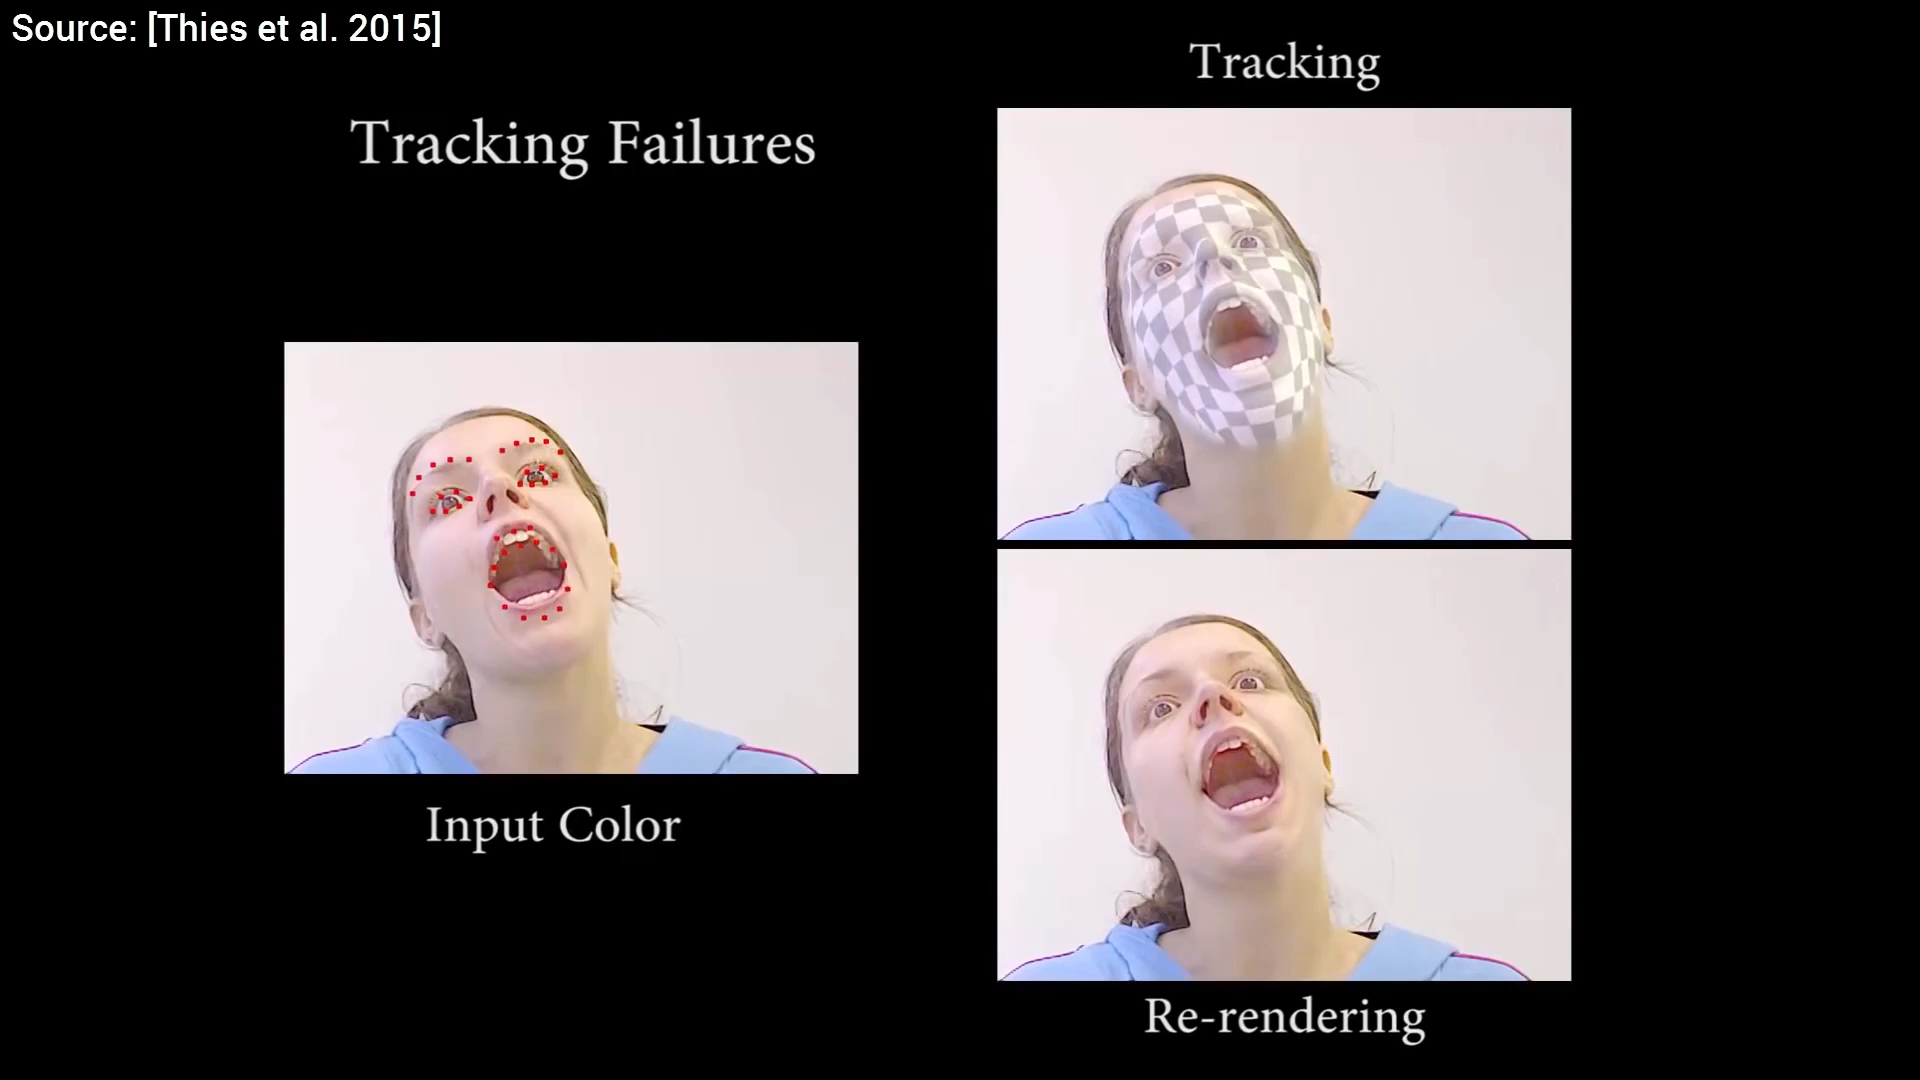 Source: [Thies et al. 2015]
Tracking Failures
Input Color
Tracking
Re-rendering